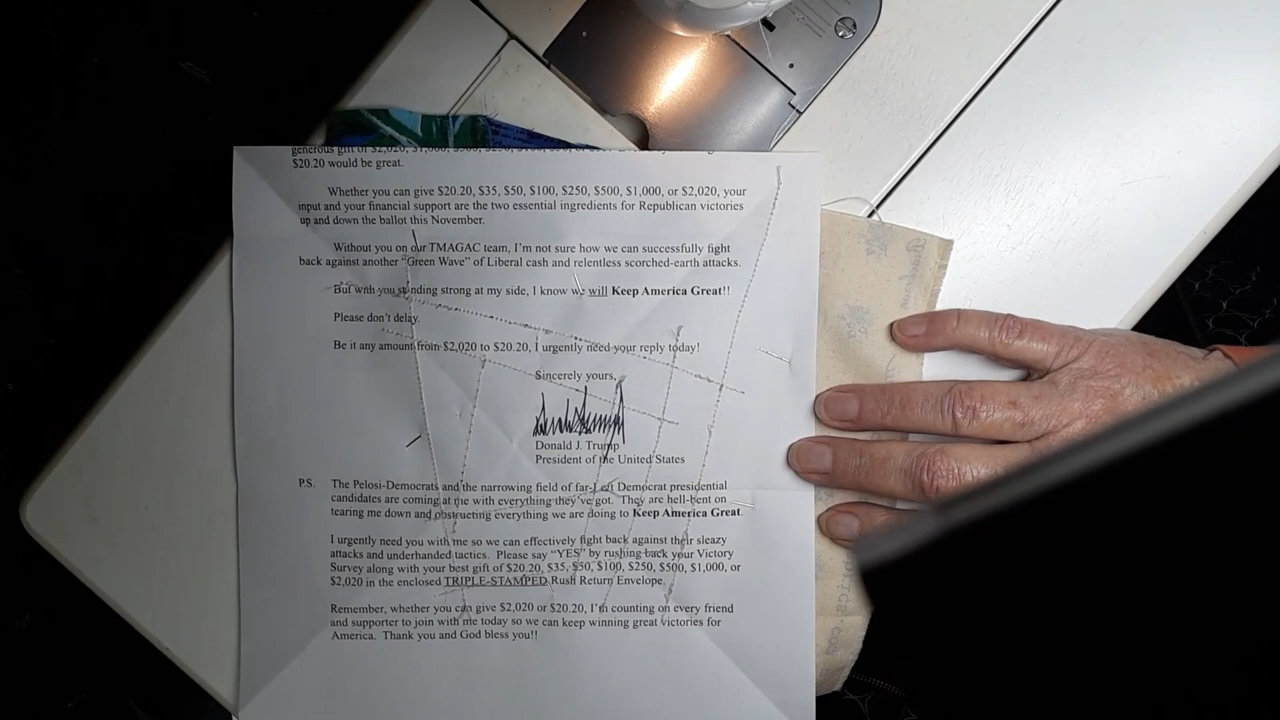 generous gift of $2,020, $1,000, $500, $250,
$20.20 would be great.
Whether you can give $20.20, $35, $50, $100, $250, $500, $1,000, or $2,020, your
input and your financial support are the two essential ingredients for Republican victories
up and down the ballot this November.
Without you on our TMAGAC team, I'm not sure how we can successfully fight
back against another "Green Wave" of Liberal cash and relentless scorched-earth attacks.
But with you standing strong at my side, I know we will Keep America Great!!
Please don't delay.
Be it any amount from $2,020 to $20.20, I urgently need your reply today!
Sincerely yours,
Donald J. Trump
President of the United States
P.S. The Pelosi-Democrats and the narrowing field of far-Left Democrat presidential
candidates are coming at me with everything they've got. They are hell-bent on
tearing me down and obstructing everything we are doing to Keep America Great.
I urgently need you with me so we can effectively fight back against their sleazy
attacks and underhanded tactics. Please say "YES" by rushing back your Victory
Survey along with your best gift of $20.20, $35, $50, $100, $250, $500, $1,000, or
$2,020 in the enclosed TRIPLE-STAMPED Rush Return Envelope.
Remember, whether you can give $2,020 or $20.20, I'm counting on every friend
and supporter to join with me today so we can keep winning great victories for
America. Thank you and God bless you!!